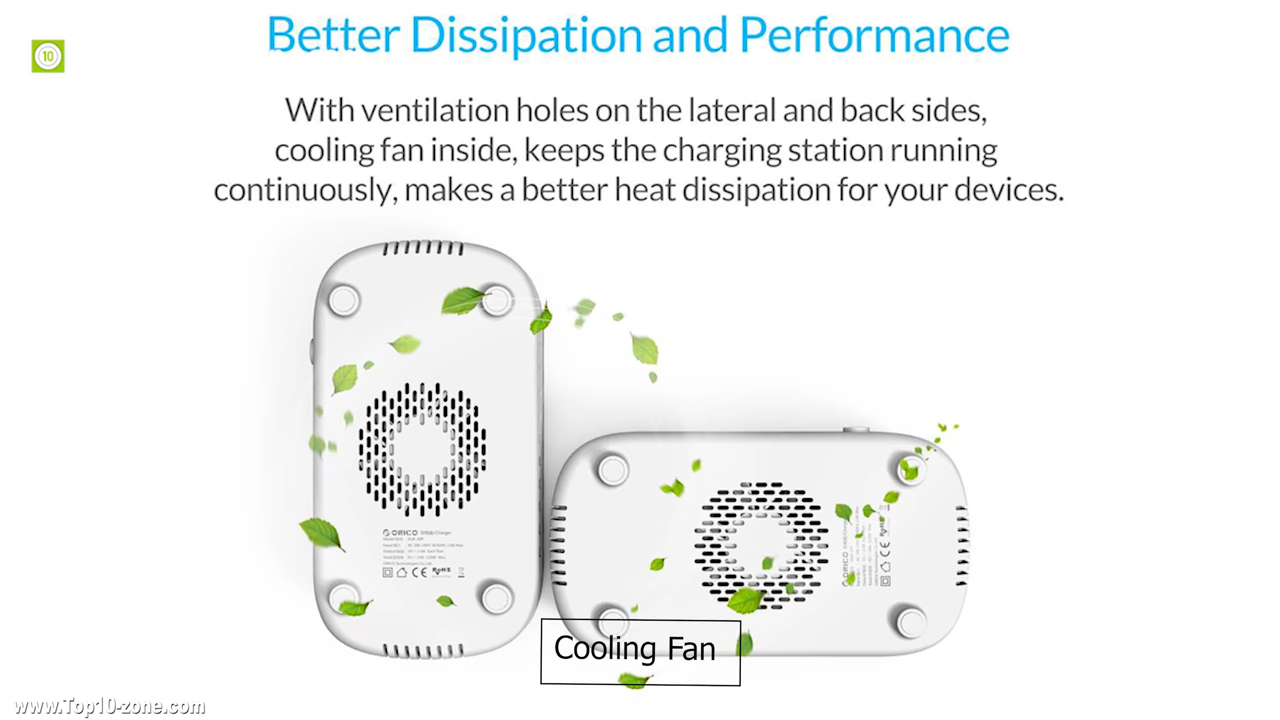 Better Dissipation and Performance
10
With ventilation holes on the lateral and back sides,
cooling fan inside, keeps the charging station running
continuously, makes a better heat dissipation for your devices.
ORICO
Cooling Fan
www.Top10-zone.com